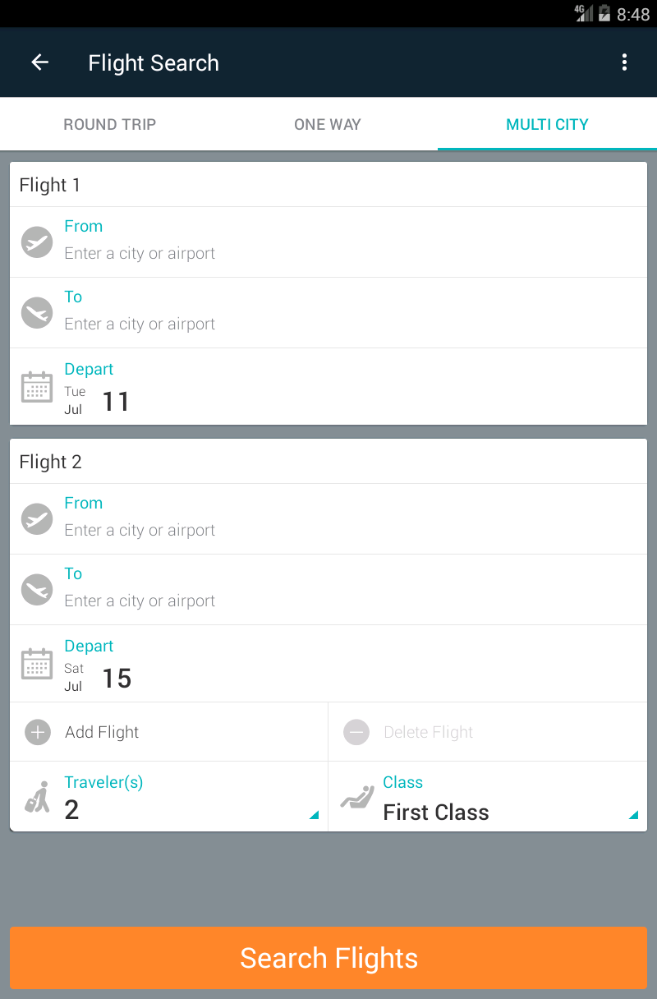 4G 8:48
Flight Search
ROUND TRIP ONE WAY MULTI CITY
Flight 1
From
Enter a city or airport
To
Enter a city or airport
Depart
Tue
Jul 11
Flight 2
From
Enter a city or airport
To
Enter a city or airport
Depart
Sat
Jul 15
Add Flight Delete Flight
Traveler(s) Class
2 First Class
Search Flights